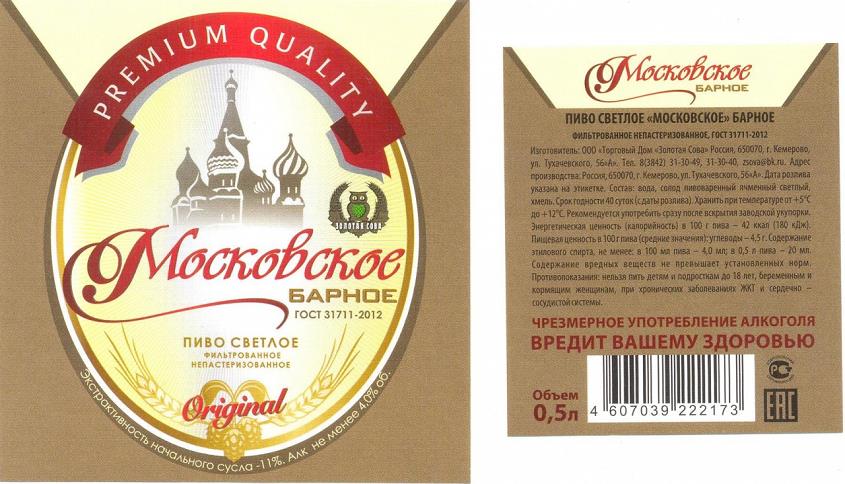 PREMIUM QUALITY
ЗОЛОТАЯ СОВА
Московское
БАРНОЕ
ГОСТ 31711-2012
ПИВО СВЕТЛОЕ
ФИЛЬТРОВАННОЕ
НЕПАСТЕРИЗОВАННОЕ
Original
Экстрактивность начального сусла -11%. Алк не менее 4,0% об.
Московское
БАРНОЕ
ПИВО СВЕТЛОЕ «МОСКОВСКОЕ» БАРНОЕ
ФИЛЬТРОВАННОЕ НЕПАСТЕРИЗОВАННОЕ, ГОСТ 31711-2012
Изготовитель: ООО «Торговый Дом «Золотая Сова» Россия, 650070, г. Кемерово,
ул. Тухачевского, 56«А». Тел. 8(3842) 31-30-49, 31-30-40, zsova@bk.ru. Адрес
производства: Россия, 650070, г. Кемерово, ул. Тухачевского, 56«А». Дата розлива
указана на этикетке. Состав: вода, солод пивоваренный ячменный светлый,
хмель. Срок годности 40 суток (с даты розлива). Хранить при температуре от +5°С
до +12°С. Рекомендуется употребить сразу после вскрытия заводской укупорки.
Энергетическая ценность (калорийность) в 100 г пива – 42 ккал (180 кДж).
Пищевая ценность в 100 г пива (средние значения): углеводы – 4,5 г. Содержание
этилового спирта, не менее: в 100 мл пива – 4,0 мл; в 0,5 л пива – 20 мл.
Содержание вредных веществ не превышает установленных норм.
Противопоказания: нельзя пить детям и подросткам до 18 лет, беременным и
кормящим женщинам, при хронических заболеваниях ЖКТ и сердечно –
сосудистой системы.
ЧРЕЗМЕРНОЕ УПОТРЕБЛЕНИЕ АЛКОГОЛЯ
ВРЕДИТ ВАШЕМУ ЗДОРОВЬЮ
Объем
0,5л
4 607039 222173
РС
ЕАС